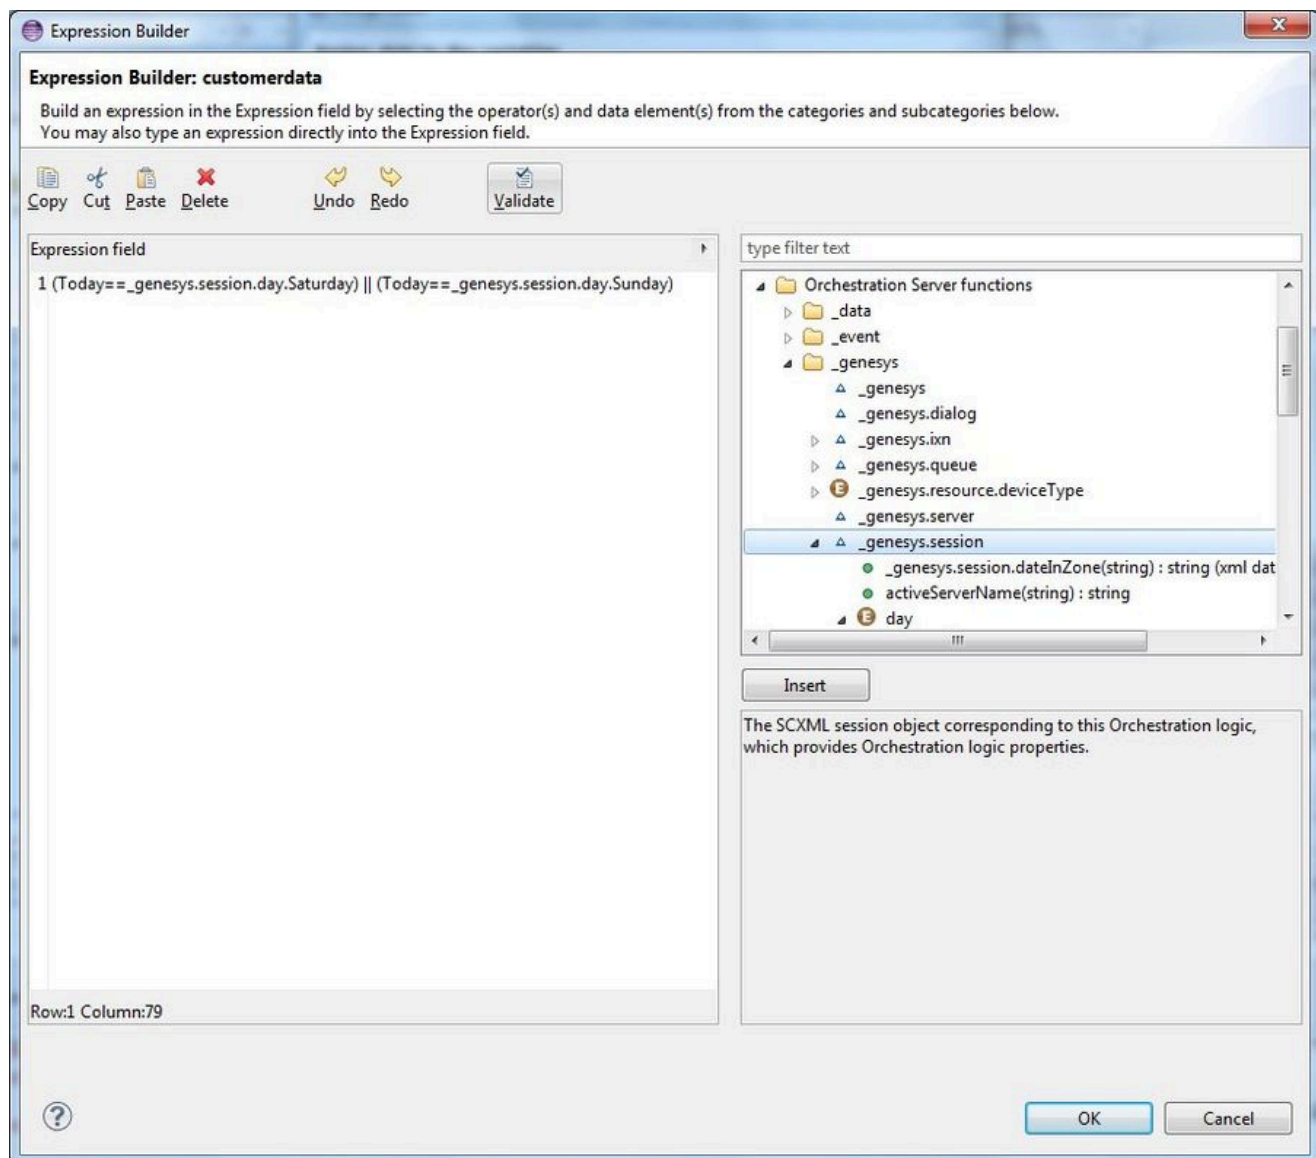 Expression Builder
Expression Builder: customerdata
Build an expression in the Expression field by selecting the operator(s) and data element(s) from the categories and subcategories below.
You may also type an expression directly into the Expression field.
Copy Cut Paste Delete Undo Redo Validate
Expression field
1 (Today==_genesys.session.day.Saturday) || (Today==_genesys.session.day.Sunday)
Row:1 Column:79
type filter text
Orchestration Server functions
_data
_event
_genesys
_genesys
_genesys.dialog
_genesys.ixn
_genesys.queue
E _genesys.resource.deviceType
_genesys.server
_genesys.session
_genesys.session.dateInZone(string) : string (xml dat
activeServerName(string) : string
E day
Insert
The SCXML session object corresponding to this Orchestration logic,
which provides Orchestration logic properties.
?
OK Cancel